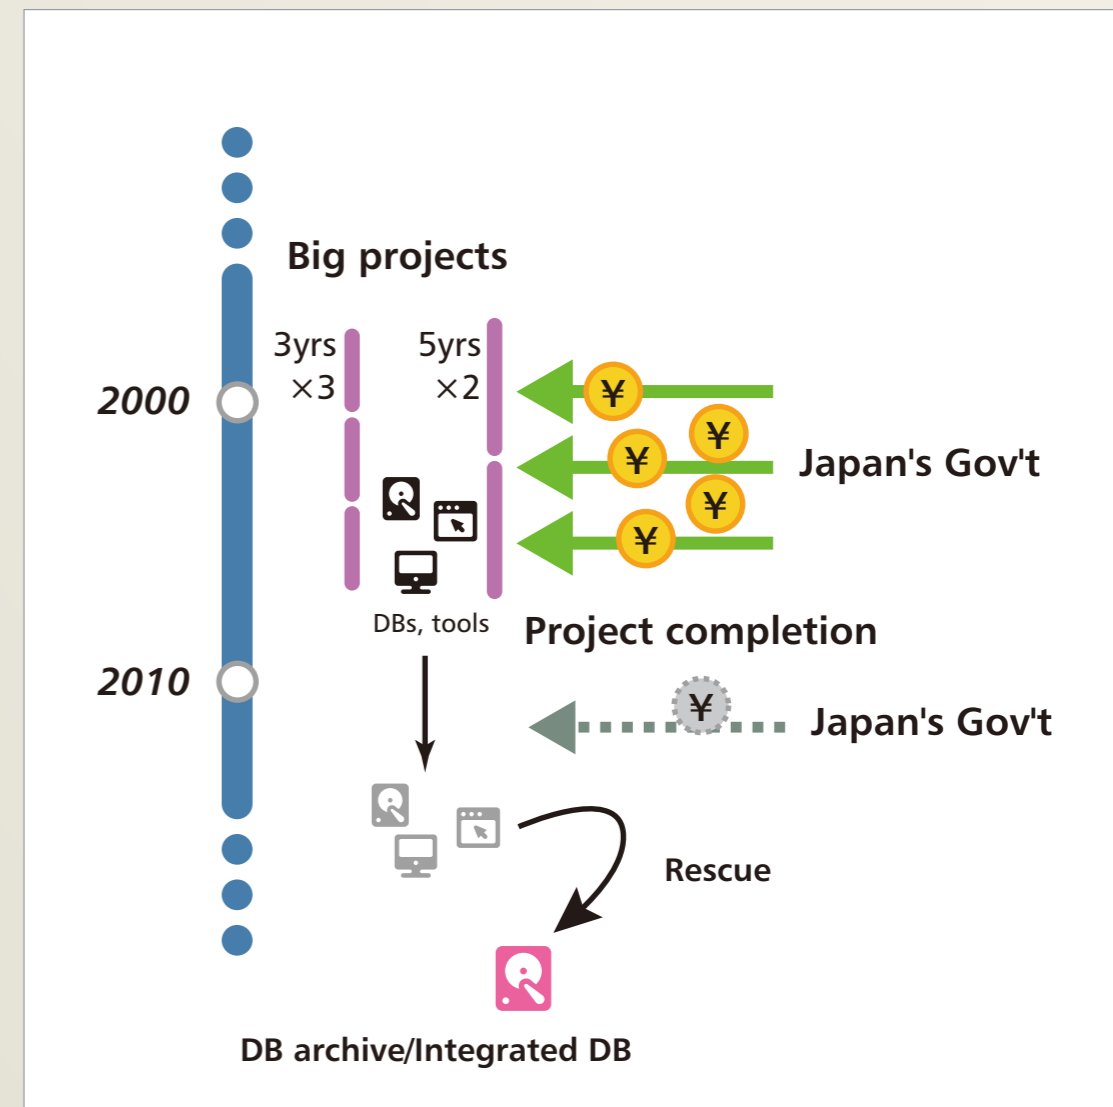 Big projects
3yrs
×3
5yrs
×2
2000
¥
¥
¥
¥
¥
Japan's Gov't
DBs, tools
Project completion
2010
¥
Japan's Gov't
Rescue
DB archive/Integrated DB